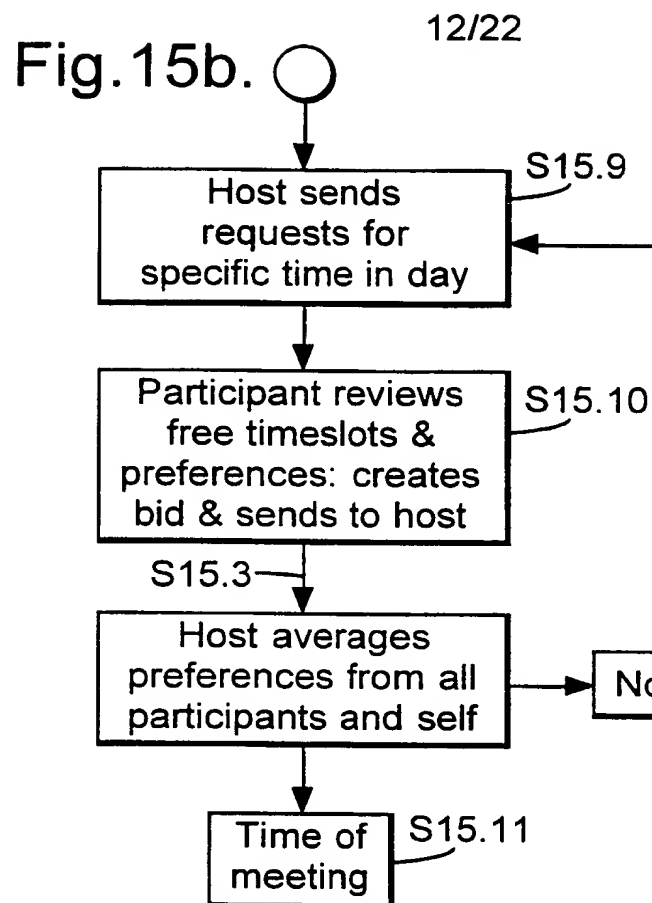 12/22
Fig.15b.
S15.9
Host sends
requests for
specific time in day
Participant reviews
free timeslots &
preferences: creates
bid & sends to host
S15.10
S15.3
Host averages
preferences from all
participants and self
Time of
meeting
S15.11